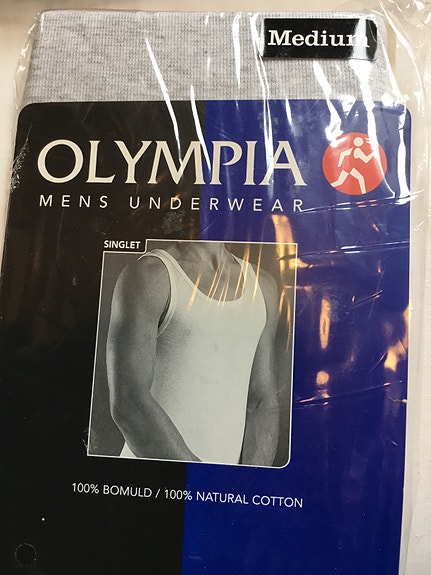 Medium
OLYMPIA
MENS UNDERWEAR
SINGLET
100% BOMULD / 100% NATURAL COTTON